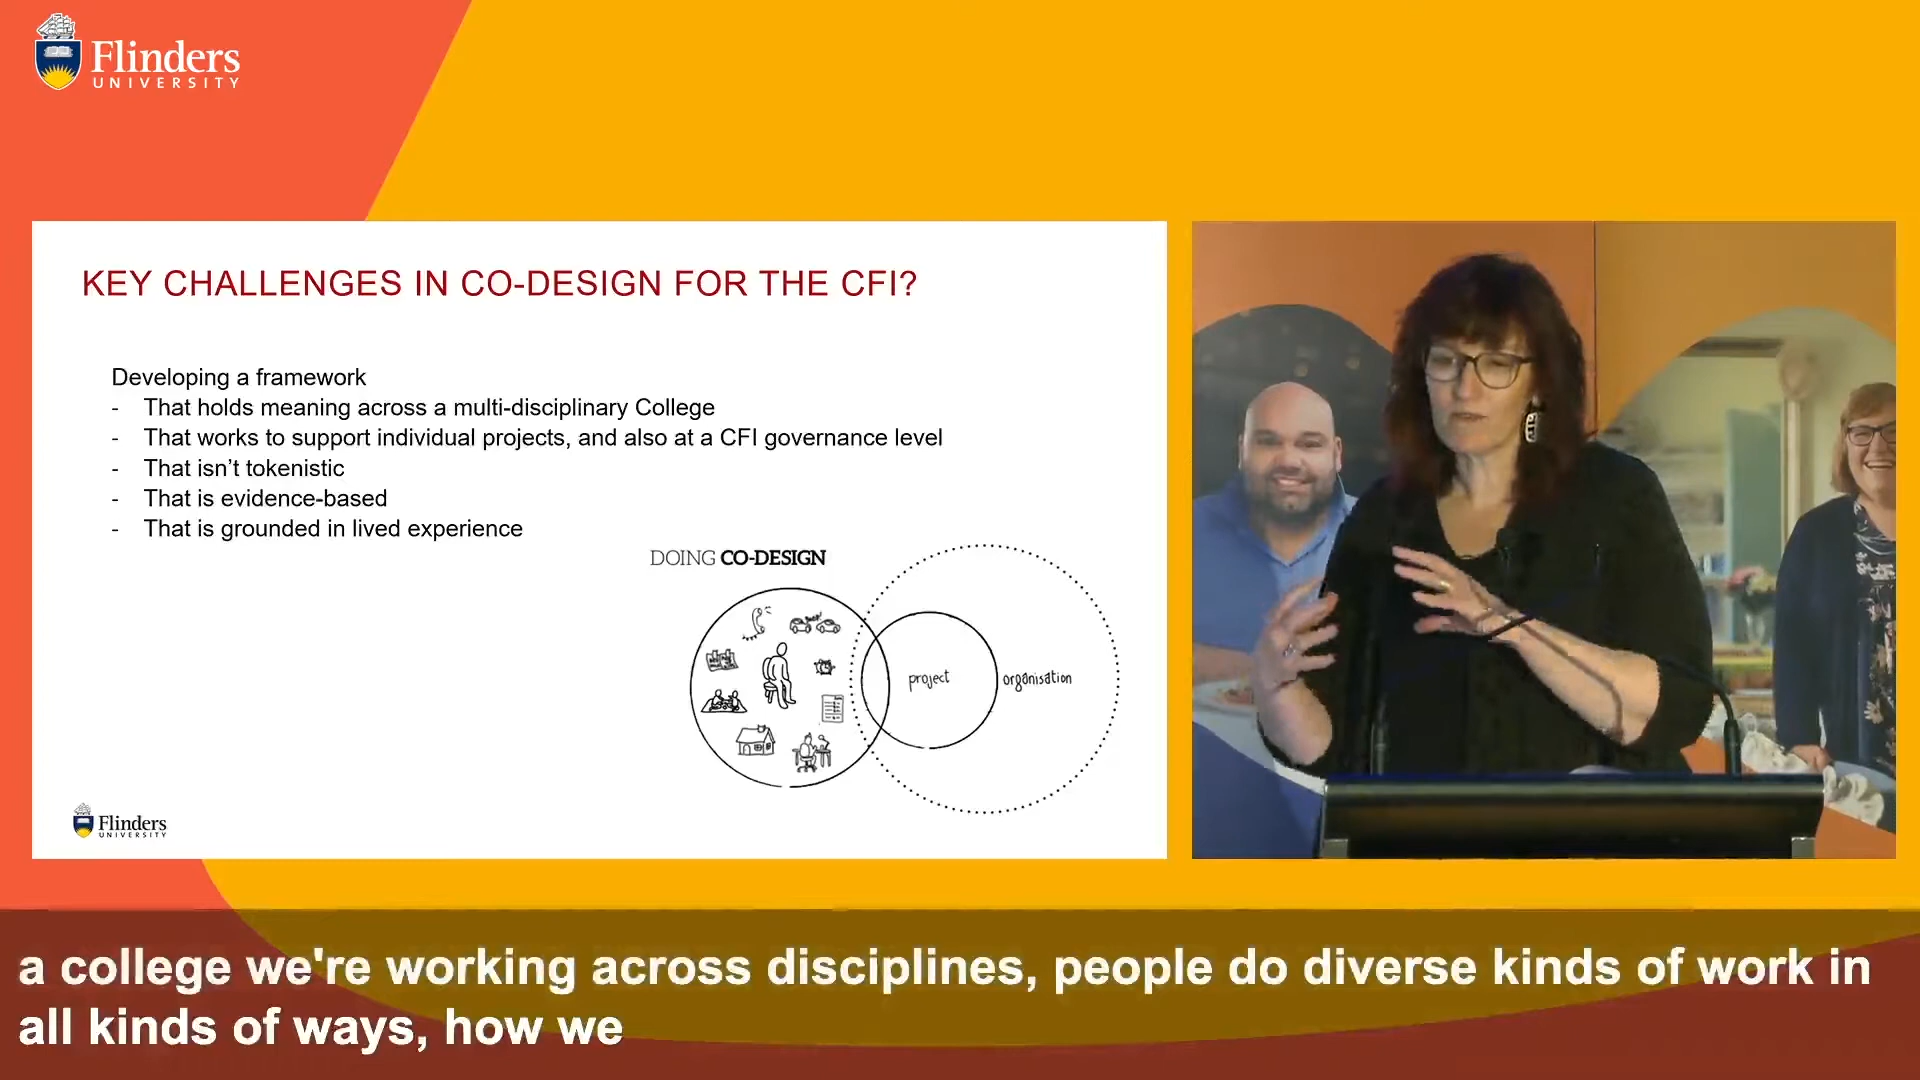 Flinders
UNIVERSITY
KEY CHALLENGES IN CO-DESIGN FOR THE CFI?
Developing a framework
- That holds meaning across a multi-disciplinary College
- That works to support individual projects, and also at a CFI governance level
- That isn’t tokenistic
- That is evidence-based
- That is grounded in lived experience
DOING CO-DESIGN
project
organisation
Flinders
UNIVERSITY
a college we're working across disciplines, people do diverse kinds of work in
all kinds of ways, how we